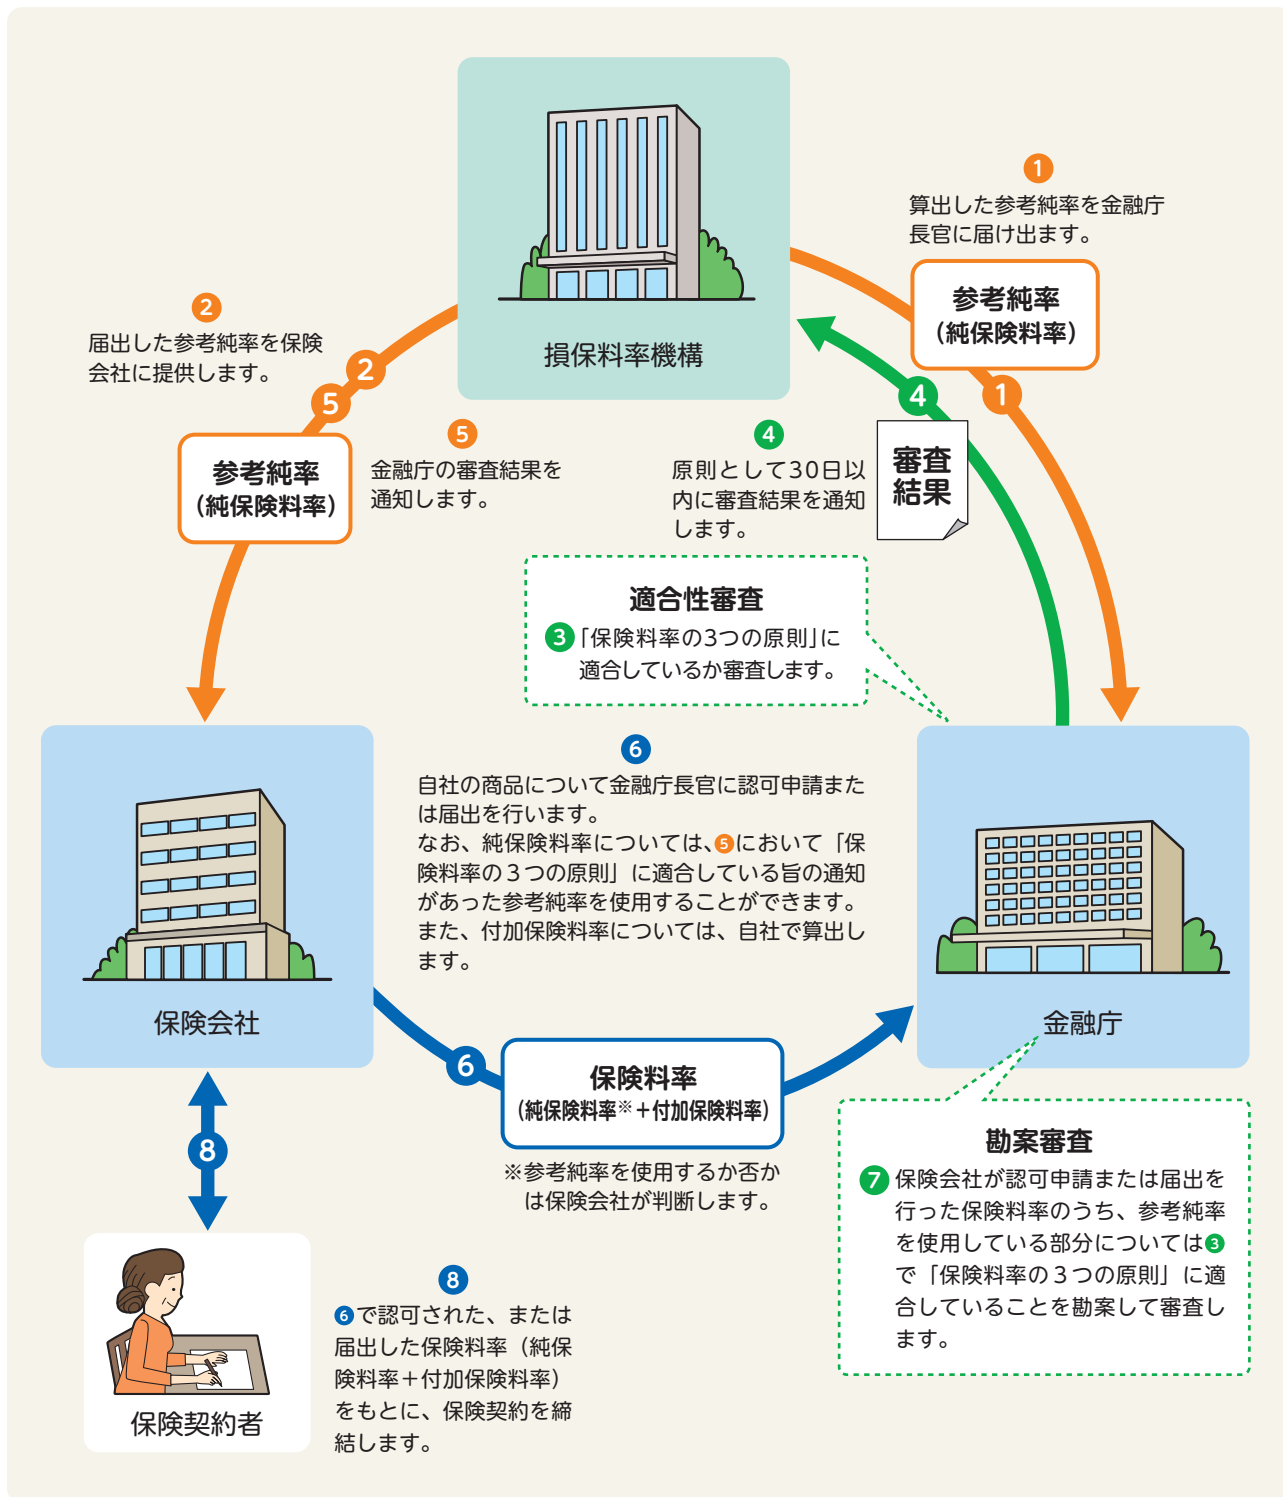 損保料率機構
1
算出した参考純率を金融庁
長官に届け出ます。
参考純率
(純保険料率)
1
2
届出した参考純率を保険
会社に提供します。
2
5
参考純率
(純保険料率)
5
金融庁の審査結果を
通知します。
4
4
原則として30日以
内に審査結果を通知
します。
審査
結果
適合性審査
3「保険料率の3つの原則」に
適合しているか審査します。
保険会社
金融庁
6
自社の商品について金融庁長官に認可申請また
は届出を行います。
なお、純保険料率については、5において「保
険料率の3つの原則」に適合している旨の通知
があった参考純率を使用することができます。
また、付加保険料率については、自社で算出し
ます。
6
保険料率
(純保険料率※+付加保険料率)
※参考純率を使用するか否か
は保険会社が判断します。
勘案審査
7 保険会社が認可申請または届出を
行った保険料率のうち、参考純率
を使用している部分については3
で「保険料率の3つの原則」に適
合していることを勘案して審査し
ます。
8
保険契約者
8
6で認可された、または
届出した保険料率(純保
険料率+付加保険料率)
をもとに、保険契約を締
結します。